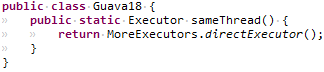 public class Guava18 {
    public static Executor sameThread() {
        return MoreExecutors.directExecutor();
    }
}